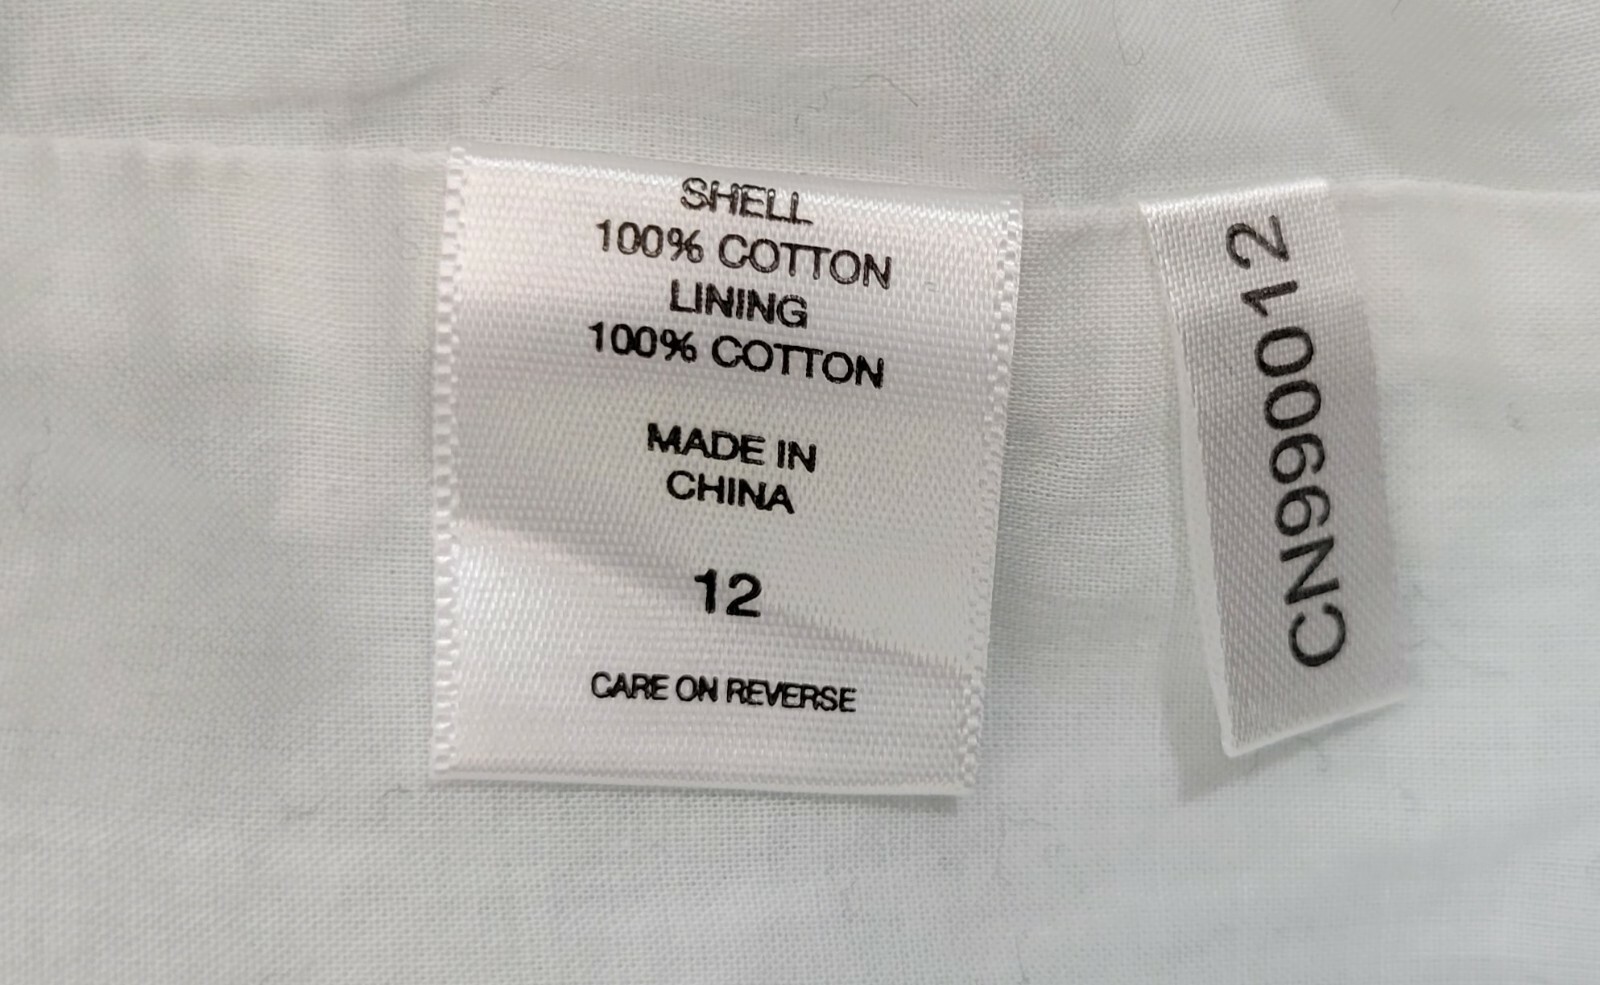 SHELL
100% COTTON
LINING
100% COTTON
MADE IN
CHINA
12
CARE ON REVERSE
CN990012